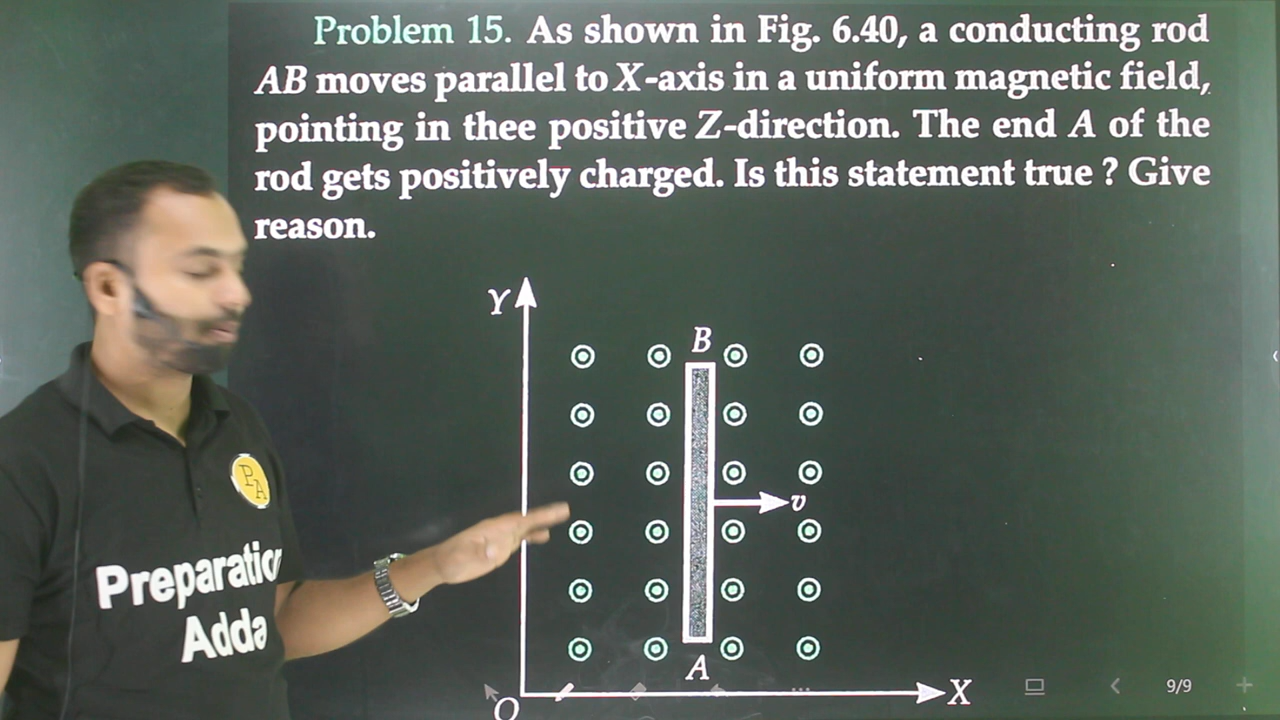 Problem 15. As shown in Fig. 6.40, a conducting rod
AB moves parallel to X-axis in a uniform magnetic field,
pointing in thee positive Z-direction. The end A of the
rod gets positively charged. Is this statement true ? Give
reason.
Y
B
v
A
O
X
9/9
PA
Preparation
Adda